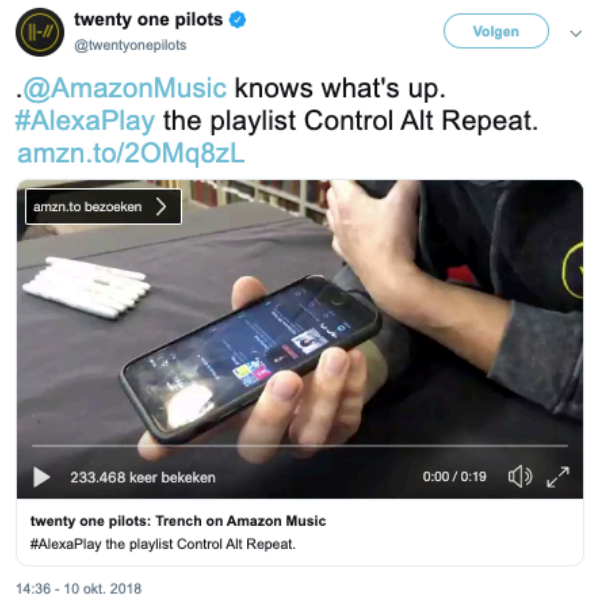 twenty one pilots
@twentyonepilots
Volgen
.@AmazonMusic knows what's up.
#AlexaPlay the playlist Control Alt Repeat.
amzn.to/2OMq8zL
amzn.to bezoeken
233.468 keer bekeken
0:00 / 0:19
twenty one pilots: Trench on Amazon Music
#AlexaPlay the playlist Control Alt Repeat.
14:36 - 10 okt. 2018